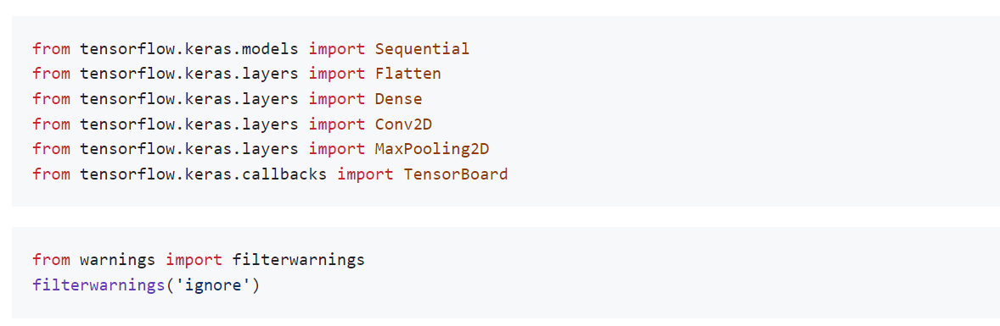 from tensorflow.keras.models import Sequential
from tensorflow.keras.layers import Flatten
from tensorflow.keras.layers import Dense
from tensorflow.keras.layers import Conv2D
from tensorflow.keras.layers import MaxPooling2D
from tensorflow.keras.callbacks import TensorBoard
from warnings import filterwarnings
filterwarnings('ignore')